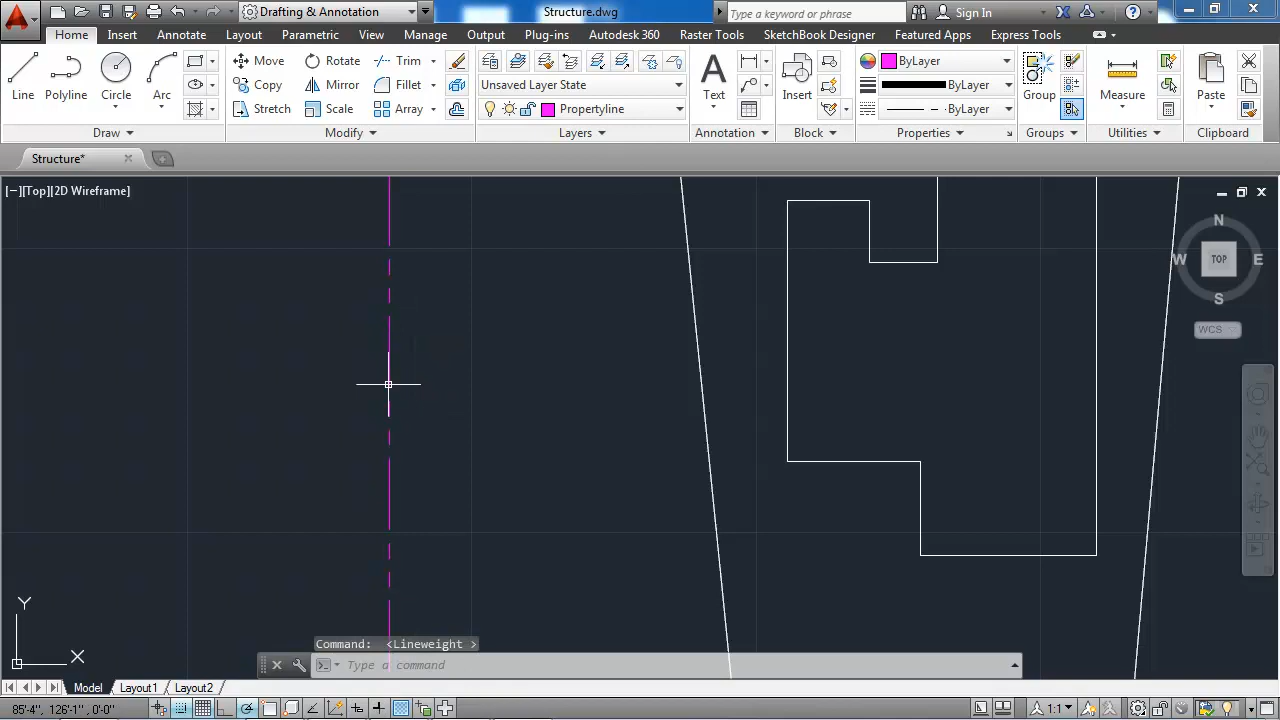 Drafting & Annotation
Structure.dwg
Type a keyword or phrase
Sign In
Home Insert Annotate Layout Parametric View Manage Output Plug-ins Autodesk 360 Raster Tools SketchBook Designer Featured Apps Express Tools
Line
Polyline
Circle
Arc
Draw
Move
Rotate
Trim
Copy
Mirror
Fillet
Stretch
Scale
Array
Modify
Unsaved Layer State
Propertyline
Layers
Text
Annotation
Insert
Block
ByLayer
ByLayer
ByLayer
Properties
Group
Groups
Measure
Utilities
Paste
Clipboard
Structure*
[−][Top][2D Wireframe]
N
W
TOP
E
S
WCS
Y
X
Command: <Lineweight >
Type a command
Model Layout1 Layout2
85'-4", 126'-1", 0'-0"
1:1